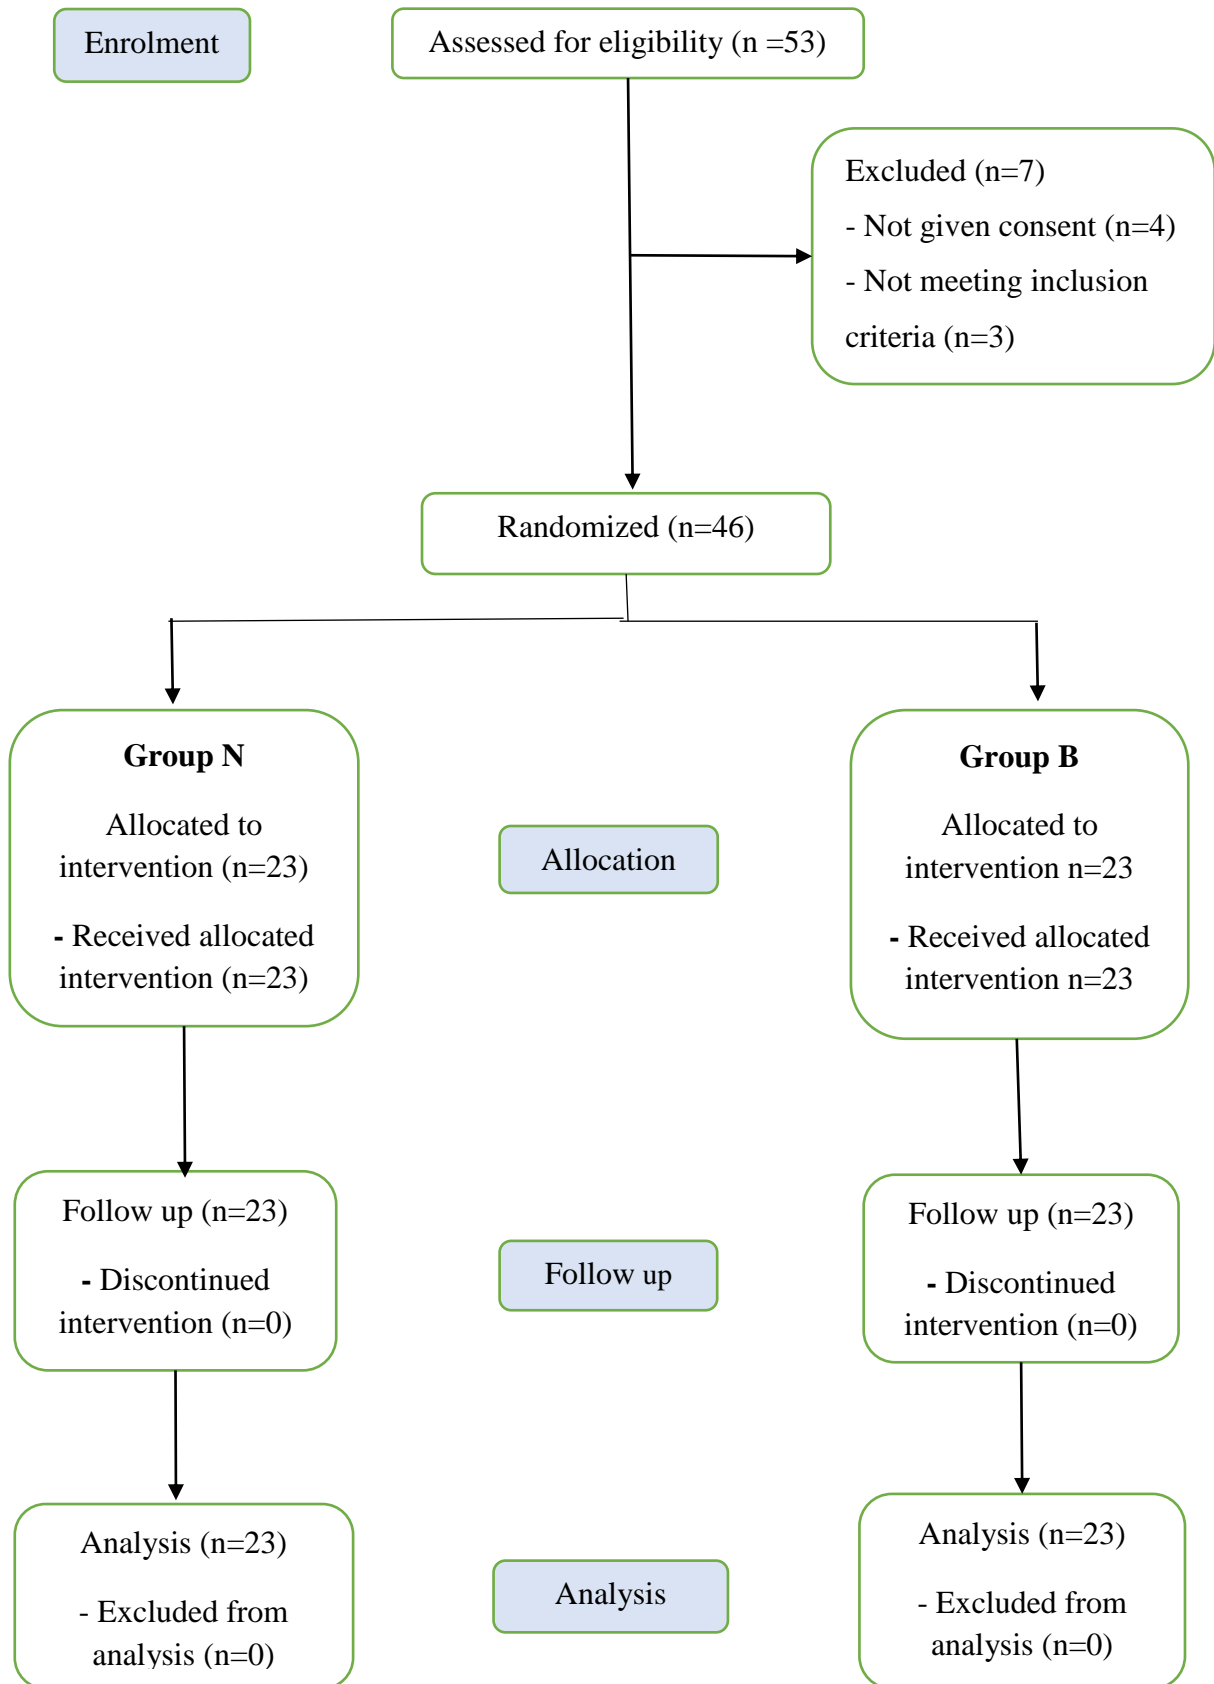 Enrolment
Assessed for eligibility (n =53)
Excluded (n=7)
- Not given consent (n=4)
- Not meeting inclusion
criteria (n=3)
Randomized (n=46)
Group N
Allocated to
intervention (n=23)
- Received allocated
intervention (n=23)
Allocation
Group B
Allocated to
intervention n=23
- Received allocated
intervention n=23
Follow up (n=23)
- Discontinued
intervention (n=0)
Follow up
Follow up (n=23)
- Discontinued
intervention (n=0)
Analysis (n=23)
- Excluded from
analysis (n=0)
Analysis
Analysis (n=23)
- Excluded from
analysis (n=0)